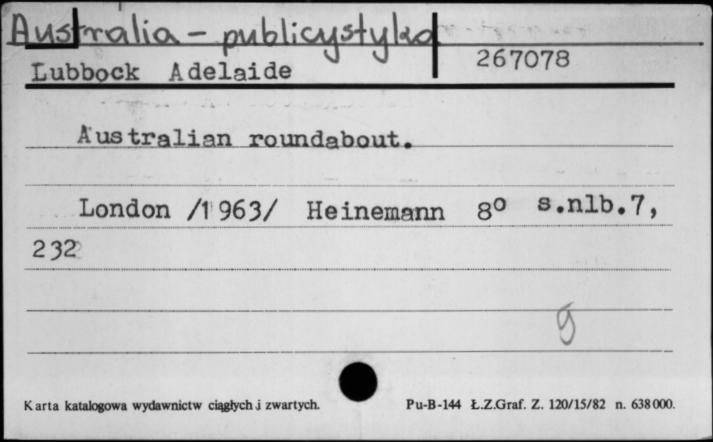 Australia - publicystyka
Lubbock Adelaide 267078
Australian roundabout.
London /1963/ Heinemann 8º s.nlb.7,
232
g
Karta katalogowa wydawnictw ciągłych i zwartych. Pu-B-144 Ł.Z.Graf. Z. 120/15/82 n. 638000.